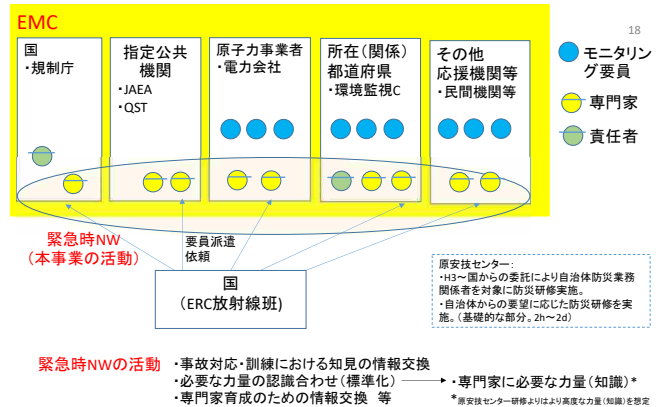 EMC
18
国
・規制庁
指定公共
機関
・JAEA
・QST
原子力事業者
・電力会社
所在(関係)
都道府県
・環境監視C
その他
応援機関等
・民間機関等
モニタリン
グ要員
専門家
責任者
緊急時NW
(本事業の活動)
要員派遣
依頼
国
(ERC放射線班)
原安技センター:
・H3~国からの委託により自治体防災業務
関係者を対象に防災研修実施。
・自治体からの要望に応じた防災研修を実
施。(基礎的な部分。2h~2d)
緊急時NWの活動
・事故対応・訓練における知見の情報交換
・必要な力量の認識合わせ(標準化)
・専門家に必要な力量(知識)*
・専門家育成のための情報交換 等
*原安技センター研修よりはより高度な力量(知識)を想定